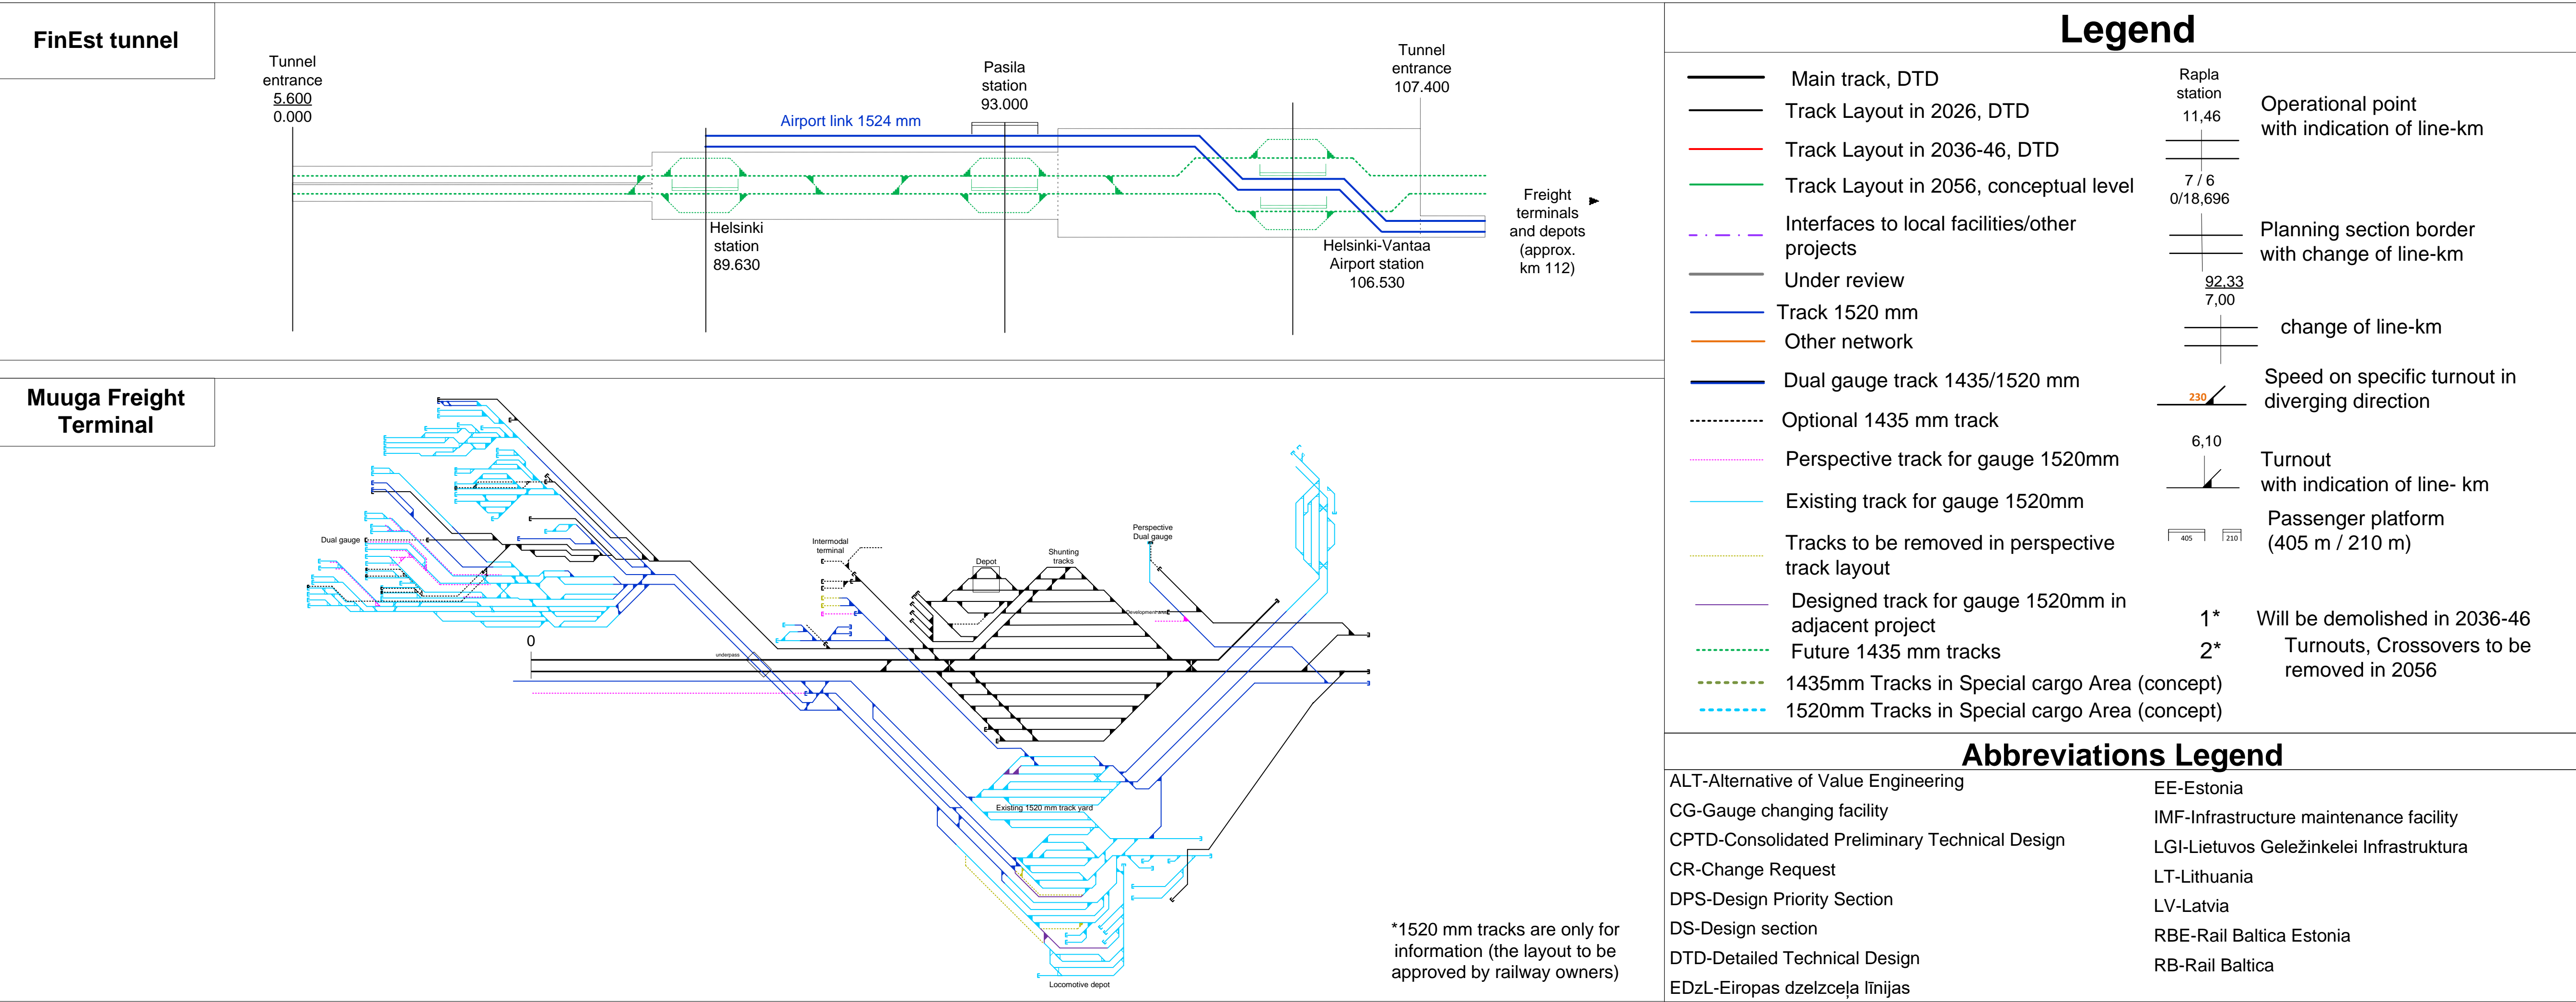 FinEst tunnel
Tunnel
entrance
5.600
0.000
Airport link 1524 mm
Pasila
station
93.000
Tunnel
entrance
107.400
Helsinki
station
89.630
Helsinki-Vantaa
Airport station
106.530
Freight
terminals
and depots
(approx.
km 112)
Muuga Freight
Terminal
Dual gauge
0
underpass
Intermodal
terminal
Depot
Shunting
tracks
Perspective
Dual gauge
Existing 1520 mm track yard
Locomotive depot
*1520 mm tracks are only for
information (the layout to be
approved by railway owners)
Legend
Main track, DTD
Track Layout in 2026, DTD
Track Layout in 2036-46, DTD
Track Layout in 2056, conceptual level
Interfaces to local facilities/other
projects
Under review
Track 1520 mm
Other network
Dual gauge track 1435/1520 mm
Optional 1435 mm track
Perspective track for gauge 1520mm
Existing track for gauge 1520mm
Tracks to be removed in perspective
track layout
Designed track for gauge 1520mm in
adjacent project
Future 1435 mm tracks
1435mm Tracks in Special cargo Area (concept)
1520mm Tracks in Special cargo Area (concept)
Rapla
station
11,46
Operational point
with indication of line-km
7 / 6
0/18,696
Planning section border
with change of line-km
92,33
7,00
change of line-km
230
Speed on specific turnout in
diverging direction
6,10
Turnout
with indication of line- km
405
210
Passenger platform
(405 m / 210 m)
1*
Will be demolished in 2036-46
2*
Turnouts, Crossovers to be
removed in 2056
Abbreviations Legend
ALT-Alternative of Value Engineering
CG-Gauge changing facility
CPTD-Consolidated Preliminary Technical Design
CR-Change Request
DPS-Design Priority Section
DS-Design section
DTD-Detailed Technical Design
EDzL-Eiropas dzelzceļa līnijas
EE-Estonia
IMF-Infrastructure maintenance facility
LGI-Lietuvos Geležinkelei Infrastruktura
LT-Lithuania
LV-Latvia
RBE-Rail Baltica Estonia
RB-Rail Baltica